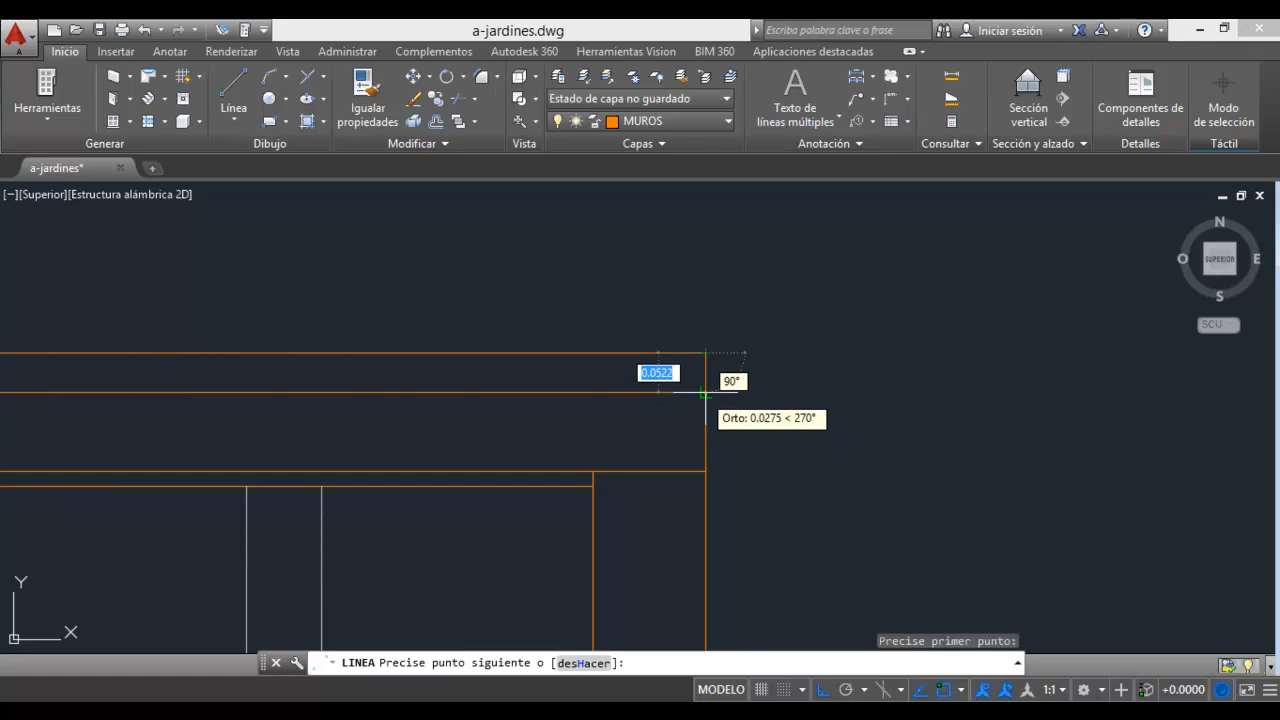 a-jardines.dwg
Escriba palabra clave o frase
Iniciar sesión
A
Inicio
Insertar
Anotar
Renderizar
Vista
Administrar
Complementos
Autodesk 360
Herramientas Vision
BIM 360
Aplicaciones destacadas
Herramientas
Línea
Igualar
propiedades
Estado de capa no guardado
MUROS
Texto de
líneas múltiples
Sección
vertical
Componentes de
detalles
Modo
de selección
General
Dibujo
Modificar
Vista
Capas
Anotación
Consultar
Sección y alzado
Detalles
Táctil
a-jardines*
[−][Superior][Estructura alámbrica 2D]
N
O
SUPERIOR
E
S
SCU
0.0522
90°
Orto: 0.0275 < 270°
Y
X
Precise primer punto:
LINEA Precise punto siguiente o [desHacer]:
MODELO
1:1
+0.0000